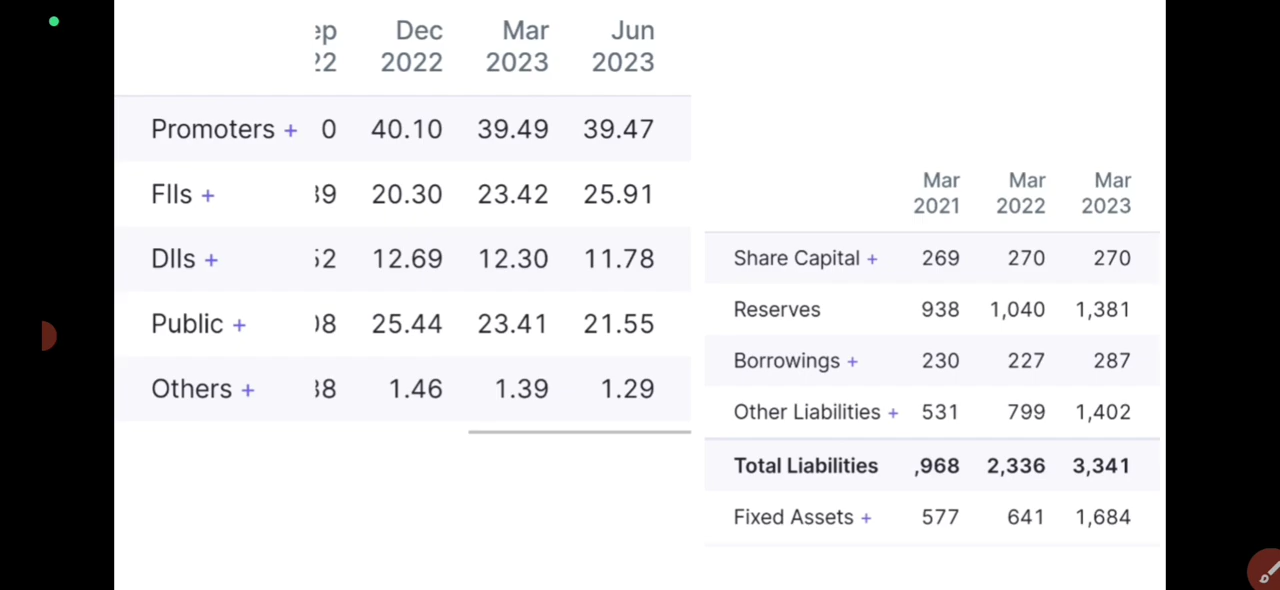 Dec Mar Jun
2022 2023 2023
Promoters + 0 40.10 39.49 39.47
FIIs + 20.30 23.42 25.91
DIIs + 12.69 12.30 11.78
Public + 25.44 23.41 21.55
Others + 1.46 1.39 1.29
Mar Mar Mar
2021 2022 2023
Share Capital + 269 270 270
Reserves 938 1,040 1,381
Borrowings + 230 227 287
Other Liabilities + 531 799 1,402
Total Liabilities ,968 2,336 3,341
Fixed Assets + 577 641 1,684